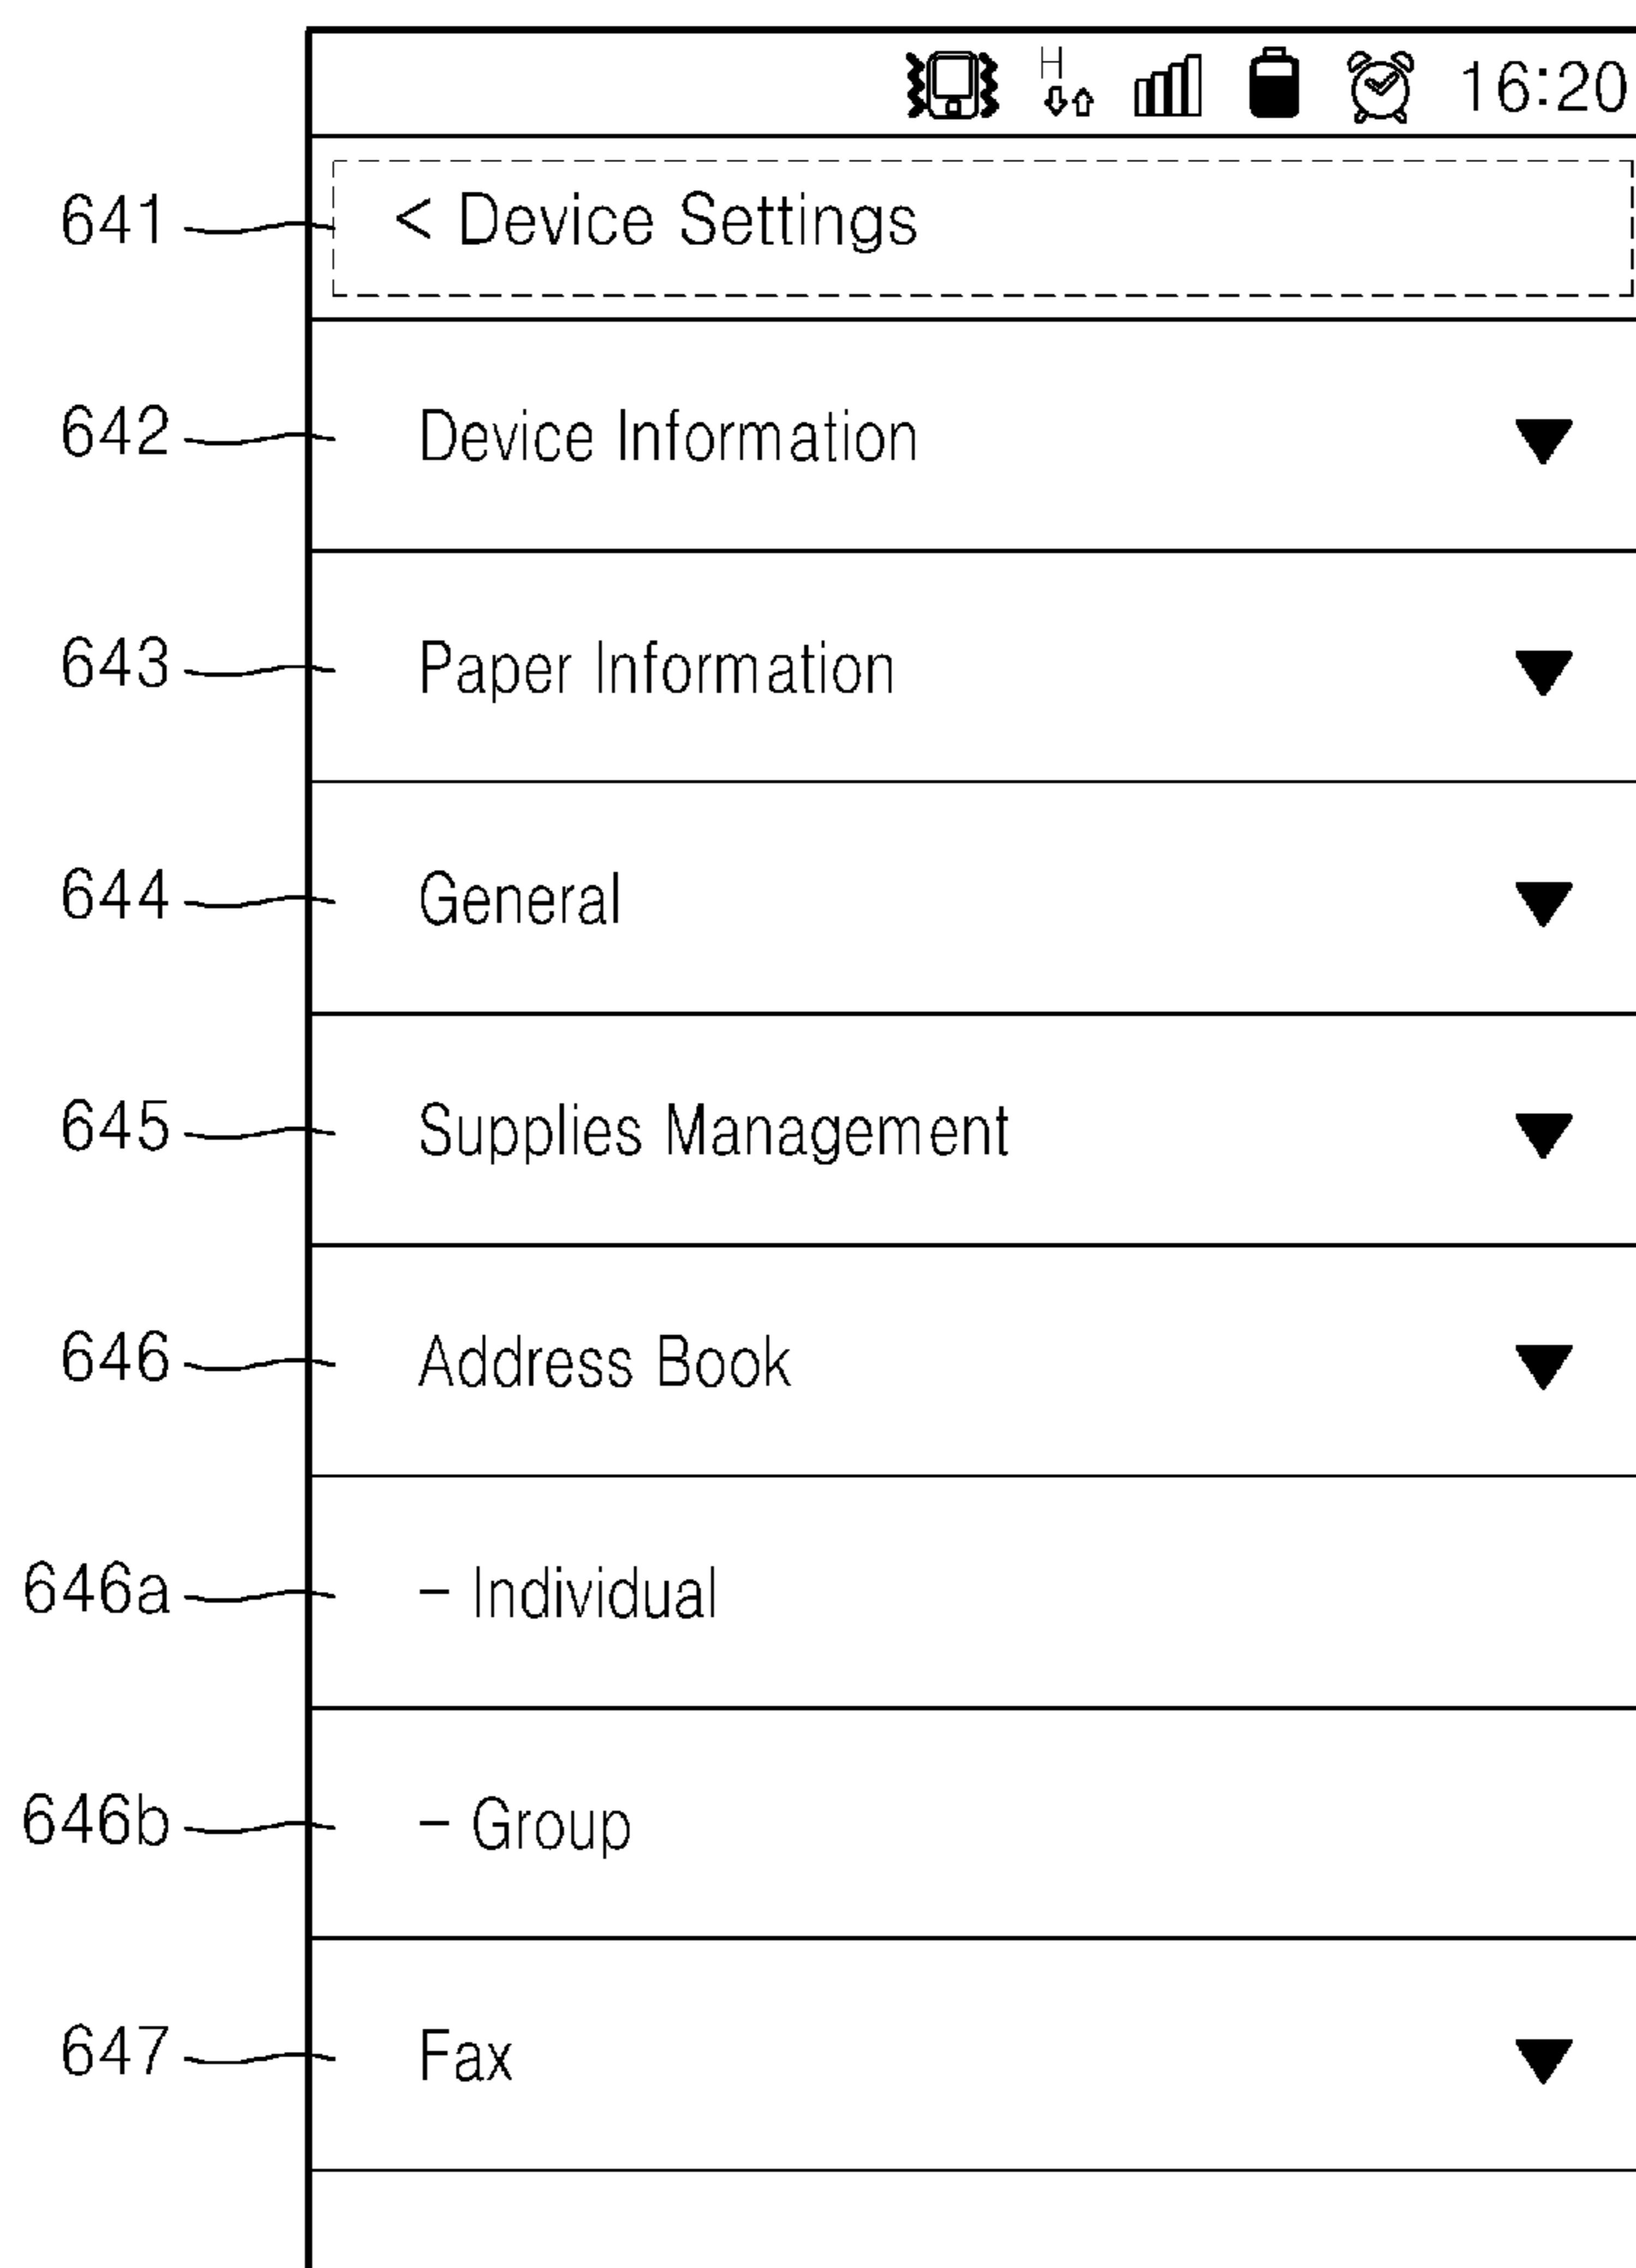 H 16:20
641 < Device Settings
642 Device Information
643 Paper Information
644 General
645 Supplies Management
646 Address Book
646a - Individual
646b - Group
647 Fax